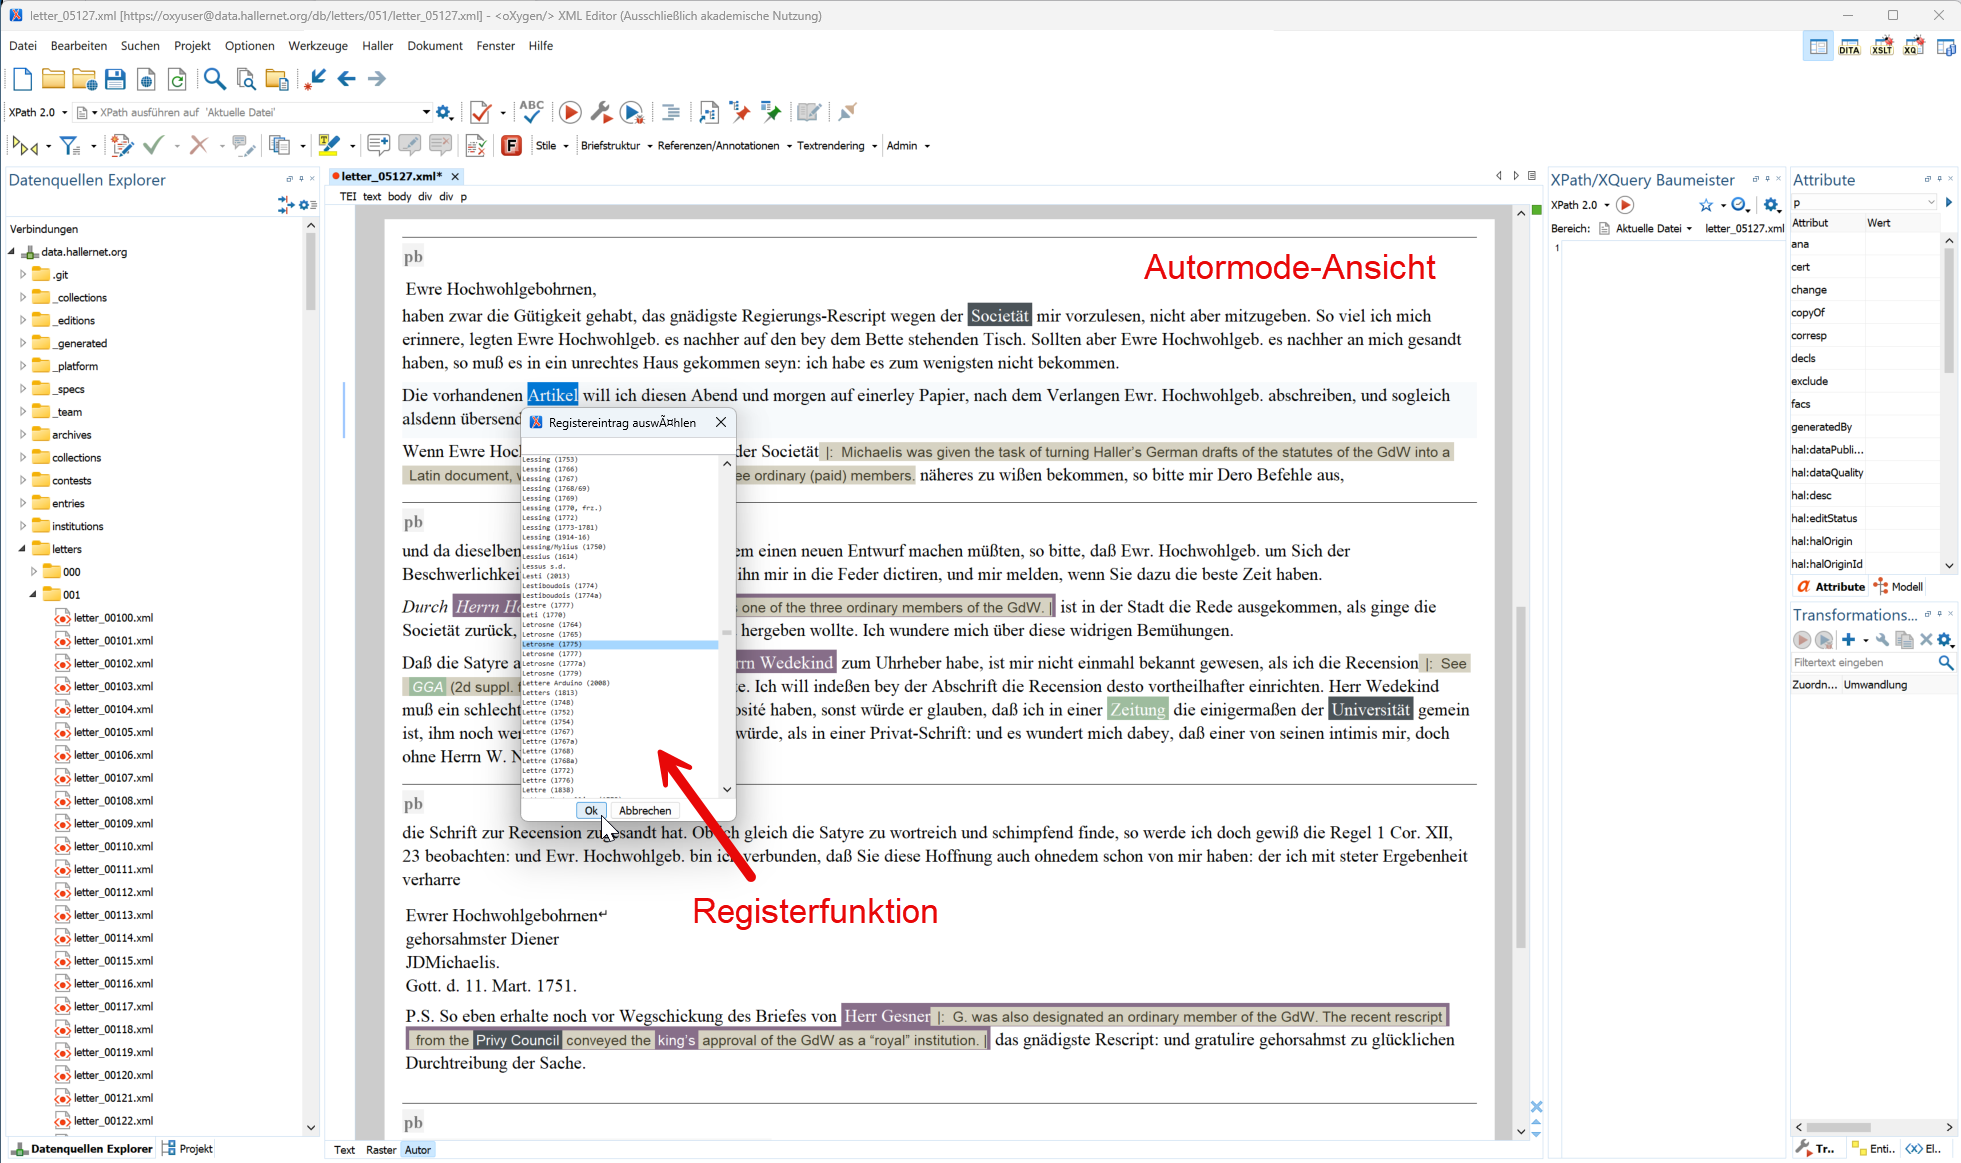 letter_05127.xml [https://oxyuser@data.hallernet.org/db/letters/051/letter_05127.xml] - <oXygen/> XML Editor (Ausschließlich akademische Nutzung)
Datei Bearbeiten Suchen Projekt Optionen Werkzeuge Haller Dokument Fenster Hilfe
DITA XSLT XQ
XPath 2.0 XPath ausführen auf 'Aktuelle Datei' ABC
F Stile Briefstruktur Referenzen/Annotationen Textrendering Admin
Datenquellen Explorer
Verbindungen
data.hallernet.org
.git
_collections
_editions
_generated
_platform
_specs
_team
archives
collections
contests
entries
institutions
letters
000
001
letter_00100.xml
letter_00101.xml
letter_00102.xml
letter_00103.xml
letter_00104.xml
letter_00105.xml
letter_00106.xml
letter_00107.xml
letter_00108.xml
letter_00109.xml
letter_00110.xml
letter_00111.xml
letter_00112.xml
letter_00113.xml
letter_00114.xml
letter_00115.xml
letter_00116.xml
letter_00117.xml
letter_00118.xml
letter_00119.xml
letter_00120.xml
letter_00121.xml
letter_00122.xml
Datenquellen Explorer Projekt
letter_05127.xml*
TEI text body div div p
pb
Autormode-Ansicht
Ewre Hochwohlgebohrnen,
haben zwar die Gütigkeit gehabt, das gnädigste Regierungs-Rescript wegen der Societät mir vorzulesen, nicht aber mitzugeben. So viel ich mich
erinnere, legten Ewre Hochwohlgeb. es nachher auf den bey dem Bette stehenden Tisch. Sollten aber Ewre Hochwohlgeb. es nachher an mich gesandt
haben, so muß es in ein unrechtes Haus gekommen seyn: ich habe es zum wenigsten nicht bekommen.
Die vorhandenen Artikel will ich diesen Abend und morgen auf einerley Papier, nach dem Verlangen Ewr. Hochwohlgeb. abschreiben, und sogleich
alsdenn übersend
Wenn Ewre Hoc der Societät |: Michaelis was given the task of turning Haller's German drafts of the statutes of the GdW into a
Latin document, ee ordinary (paid) members. näheres zu wißen bekommen, so bitte mir Dero Befehle aus,
pb
und da dieselben em einen neuen Entwurf machen müßten, so bitte, daß Ewr. Hochwohlgeb. um Sich der
Beschwerlichkei ihn mir in die Feder dictiren, und mir melden, wenn Sie dazu die beste Zeit haben.
Durch Herrn Ho one of the three ordinary members of the GdW. | ist in der Stadt die Rede ausgekommen, als ginge die
Societät zurück, hergeben wollte. Ich wundere mich über diese widrigen Bemühungen.
Daß die Satyre a rrn Wedekind zum Uhrheber habe, ist mir nicht einmahl bekannt gewesen, als ich die Recension |: See
GGA (2d suppl. e. Ich will indeßen bey der Abschrift die Recension desto vortheilhafter einrichten. Herr Wedekind
muß ein schlecht osité haben, sonst würde er glauben, daß ich in einer Zeitung die einigermaßen der Universität gemein
ist, ihm noch we würde, als in einer Privat-Schrift: und es wundert mich dabey, daß einer von seinen intimis mir, doch
ohne Herrn W. N
pb
die Schrift zur Recension zugesandt hat. Ob ich gleich die Satyre zu wortreich und schimpfend finde, so werde ich doch gewiß die Regel 1 Cor. XII,
23 beobachten: und Ewr. Hochwohlgeb. bin ich verbunden, daß Sie diese Hoffnung auch ohnedem schon von mir haben: der ich mit steter Ergebenheit
verharre
Registerfunktion
Ewrer Hochwohlgebohrnen↵
gehorsahmster Diener
JDMichaelis.
Gott. d. 11. Mart. 1751.
P.S. So eben erhalte noch vor Wegschickung des Briefes von Herr Gesner |: G. was also designated an ordinary member of the GdW. The recent rescript
from the Privy Council conveyed the king's approval of the GdW as a “royal” institution. | das gnädigste Rescript: und gratulire gehorsahmst zu glücklichen
Durchtreibung der Sache.
pb
Text Raster Autor
Registereintrag auswÃ¤hlen
Lessing (1753)
Lessing (1766)
Lessing (1767)
Lessing (1768/69)
Lessing (1769)
Lessing (1770, frz.)
Lessing (1772)
Lessing (1773-1781)
Lessing (1914-16)
Lessing/Mylius (1750)
Lessius (1614)
Lessus s.d.
Lesti (2013)
Lestiboudois (1774)
Lestiboudois (1774a)
Lestre (1777)
Leti (1770)
Letrosne (1764)
Letrosne (1765)
Letrosne (1775)
Letrosne (1777)
Letrosne (1777a)
Letrosne (1779)
Lettere Arduino (2008)
Letters (1813)
Lettre (1748)
Lettre (1752)
Lettre (1754)
Lettre (1767)
Lettre (1767a)
Lettre (1768)
Lettre (1768a)
Lettre (1772)
Lettre (1776)
Lettre (1838)
Ok Abbrechen
XPath/XQuery Baumeister
XPath 2.0
Bereich: Aktuelle Datei letter_05127.xml
1
Attribute
p
Attribut Wert
ana
cert
change
copyOf
corresp
decls
exclude
facs
generatedBy
hal:dataPubli...
hal:dataQuality
hal:desc
hal:editStatus
hal:halOrigin
hal:halOriginId
a Attribute Modell
Transformations...
Filtertext eingeben
Zuordn... Umwandlung
Tr.. Enti.. El..